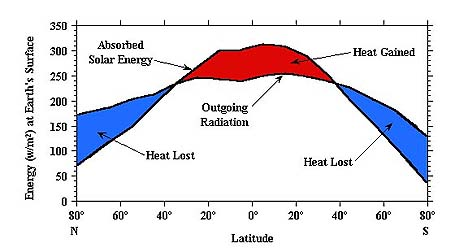 350
300
250
200
150
100
50
0
Energy (w/m²) at Earth's Surface
Absorbed
Solar Energy
Heat Gained
Outgoing
Radiation
Heat Lost
Heat Lost
80° 60° 40° 20° 0° 20° 40° 60° 80°
N S
Latitude